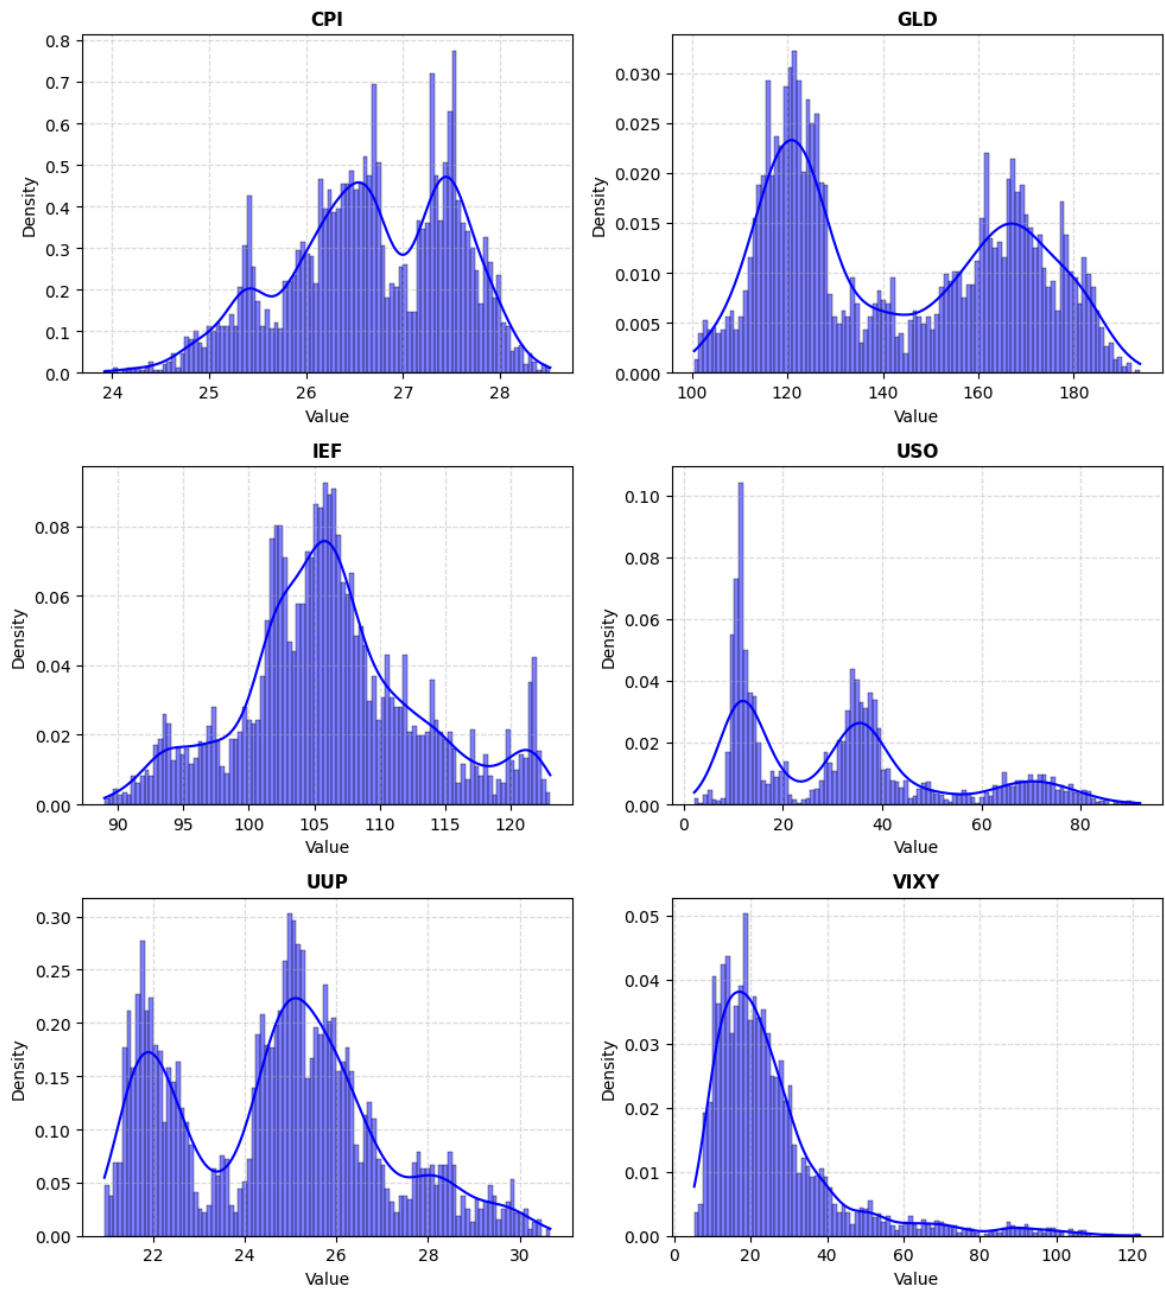 CPI
0.8
0.7
0.6
0.5
0.4
0.3
0.2
0.1
0.0
Density
24 25 26 27 28
Value
GLD
0.030
0.025
0.020
0.015
0.010
0.005
0.000
Density
100 120 140 160 180
Value
IEF
0.08
0.06
0.04
0.02
0.00
Density
90 95 100 105 110 115 120
Value
USO
0.10
0.08
0.06
0.04
0.02
0.00
Density
0 20 40 60 80
Value
UUP
0.30
0.25
0.20
0.15
0.10
0.05
0.00
Density
22 24 26 28 30
Value
VIXY
0.05
0.04
0.03
0.02
0.01
0.00
Density
0 20 40 60 80 100 120
Value